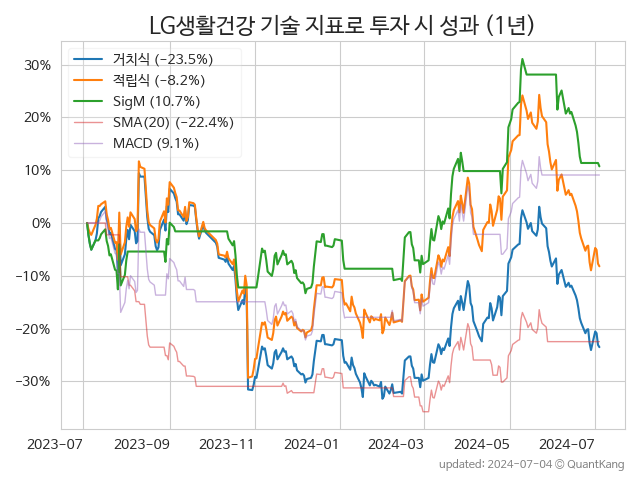 LG생활건강 기술 지표로 투자 시 성과 (1년)
거치식 (−23.5%)
적립식 (−8.2%)
SigM (10.7%)
SMA(20) (−22.4%)
MACD (9.1%)
30%
20%
10%
0%
−10%
−20%
−30%
2023-07 2023-09 2023-11 2024-01 2024-03 2024-05 2024-07
updated: 2024-07-04 © QuantKang